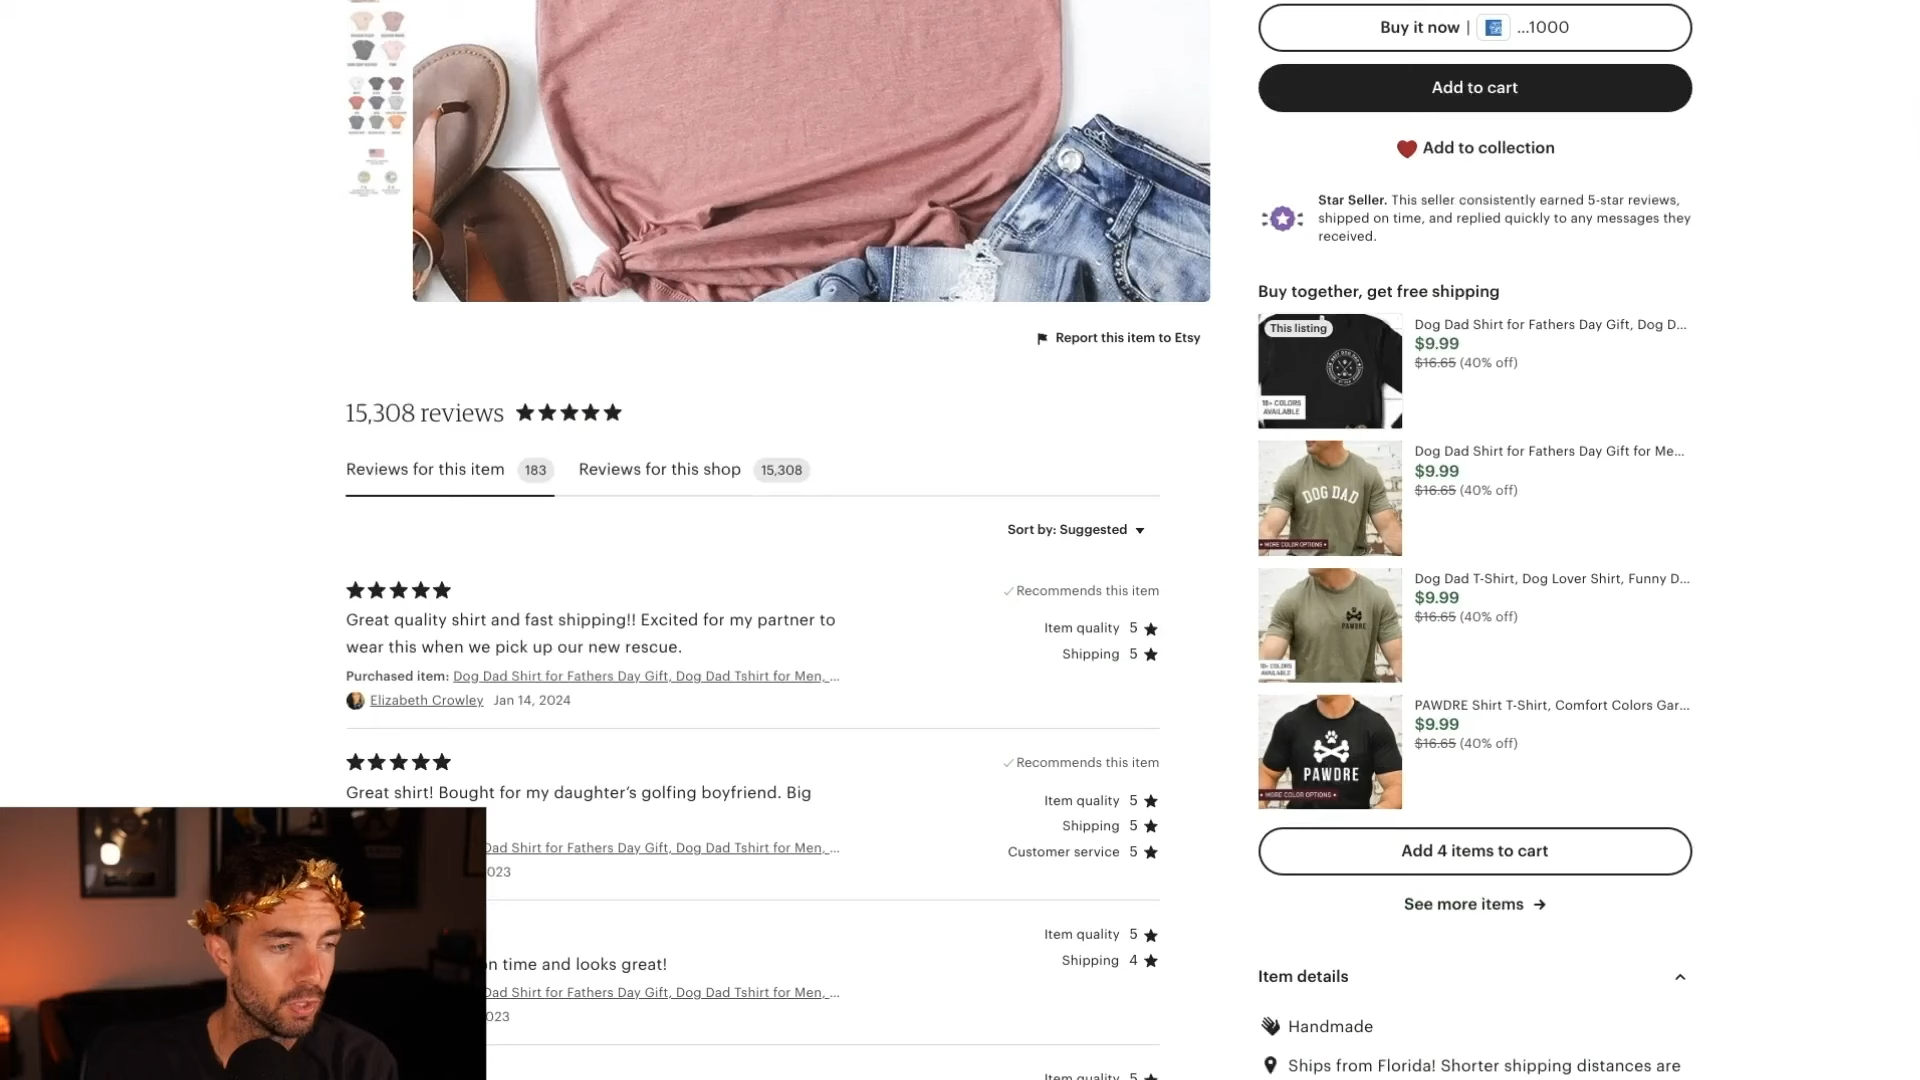 Buy it now | ...1000
Add to cart
Add to collection
Star Seller. This seller consistently earned 5-star reviews,
shipped on time, and replied quickly to any messages they
received.
Buy together, get free shipping
This listing
18+ COLORS
AVAILABLE
Dog Dad Shirt for Fathers Day Gift, Dog D...
$9.99
$16.65 (40% off)
DOG DAD
• MORE COLOR OPTIONS •
Dog Dad Shirt for Fathers Day Gift for Me...
$9.99
$16.65 (40% off)
PAWDRE
AVAILABLE
Dog Dad T-Shirt, Dog Lover Shirt, Funny D...
$9.99
$16.65 (40% off)
PAWDRE
• MORE COLOR OPTIONS •
PAWDRE Shirt T-Shirt, Comfort Colors Gar...
$9.99
$16.65 (40% off)
Add 4 items to cart
See more items →
Item details
Handmade
Ships from Florida! Shorter shipping distances are
Report this item to Etsy
15,308 reviews
Reviews for this item 183 Reviews for this shop 15,308
Sort by: Suggested
Great quality shirt and fast shipping!! Excited for my partner to
wear this when we pick up our new rescue.
Purchased item: Dog Dad Shirt for Fathers Day Gift, Dog Dad Tshirt for Men, ...
Elizabeth Crowley Jan 14, 2024
Recommends this item
Item quality 5
Shipping 5
Great shirt! Bought for my daughter's golfing boyfriend. Big
Dad Shirt for Fathers Day Gift, Dog Dad Tshirt for Men, ...
023
Recommends this item
Item quality 5
Shipping 5
Customer service 5
on time and looks great!
Dad Shirt for Fathers Day Gift, Dog Dad Tshirt for Men, ...
023
Item quality 5
Shipping 4
Item quality 5